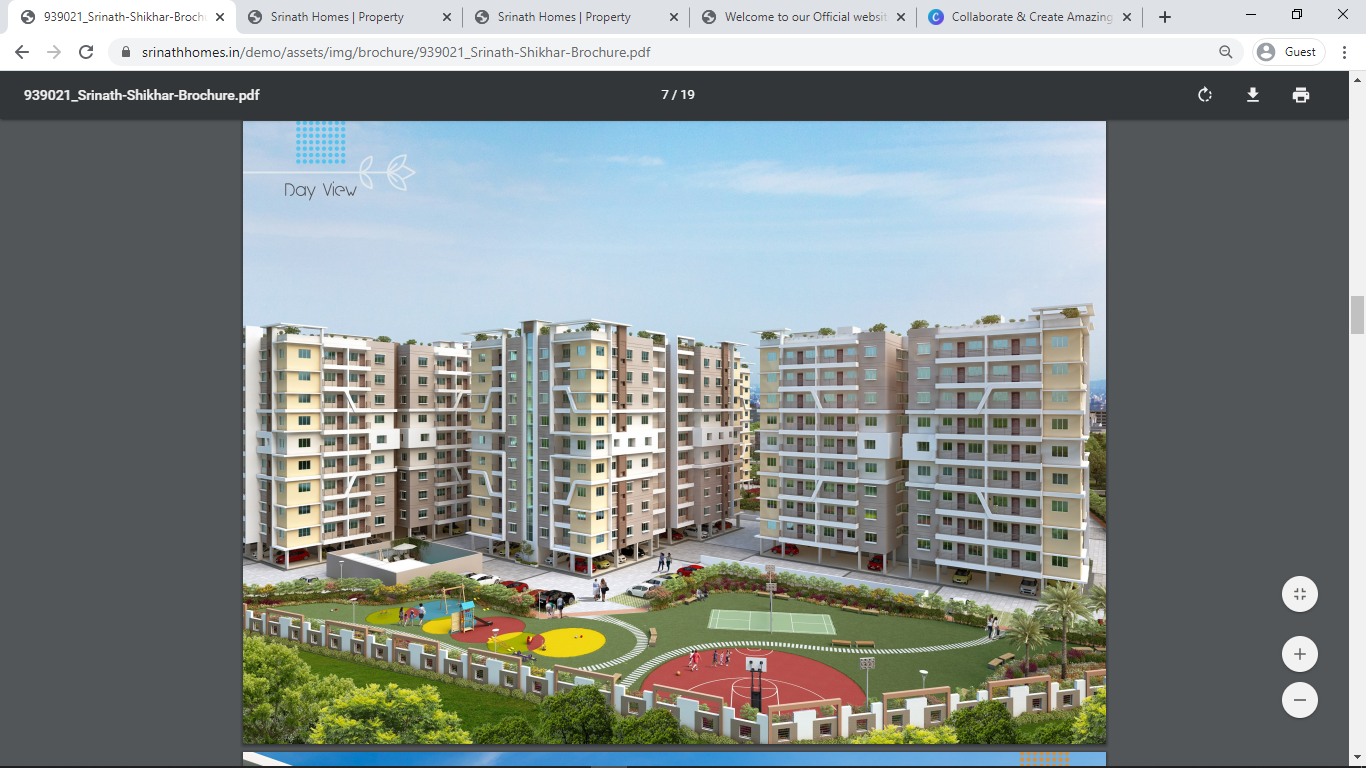 939021_Srinath-Shikhar-Broch
Srinath Homes | Property
Srinath Homes | Property
Welcome to our Official websit
Collaborate & Create Amazing
srinathhomes.in/demo/assets/img/brochure/939021_Srinath-Shikhar-Brochure.pdf
Guest
939021_Srinath-Shikhar-Brochure.pdf
7 / 19
Day View